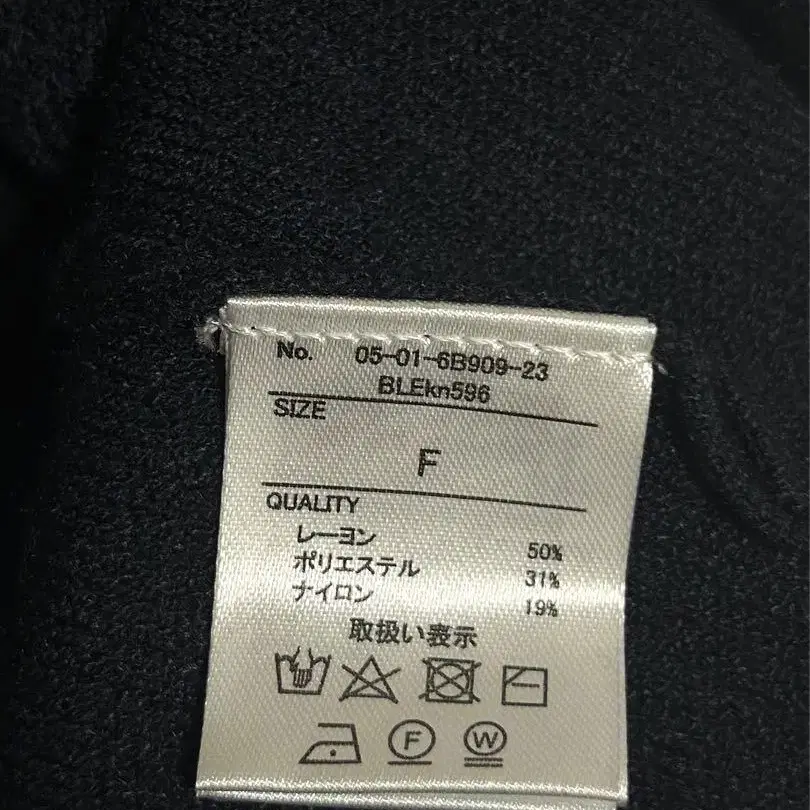 No. 05-01-6B909-23
BLEkn596
SIZE
F
QUALITY
レーヨン 50%
ポリエステル 31%
ナイロン 19%
取扱い表示
F W